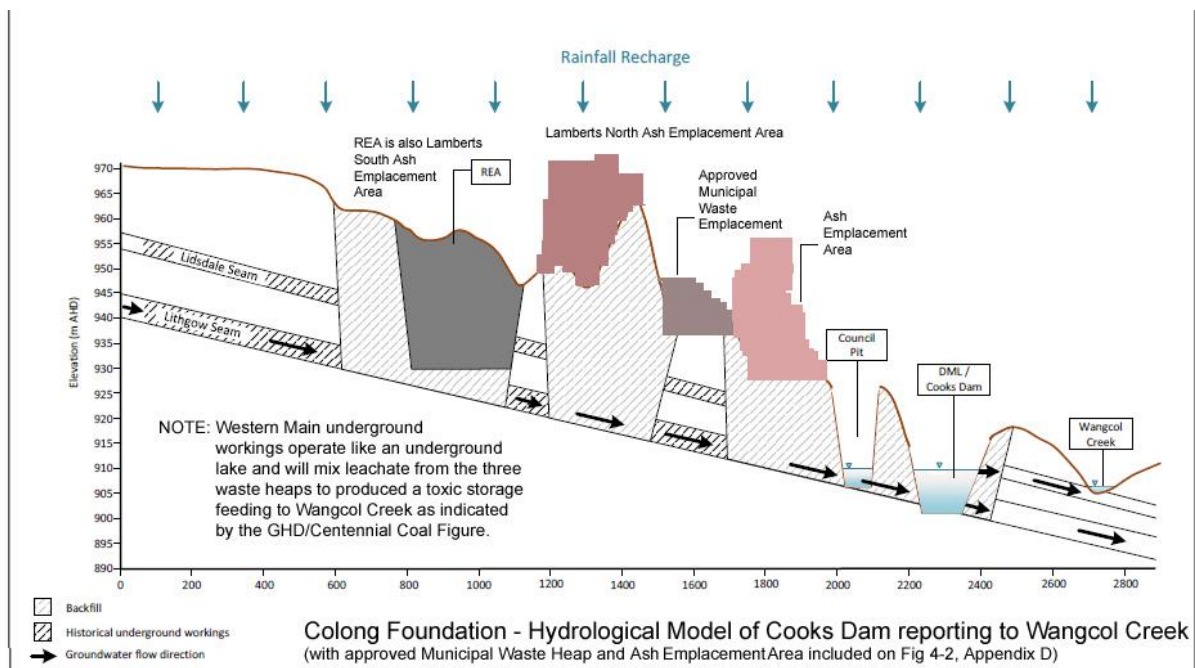 Rainfall Recharge
Lamberts North Ash Emplacement Area
REA is also Lamberts
South Ash
Emplacement
Area
REA
Approved
Municipal
Waste
Emplacement
Ash
Emplacement
Area
970
965
960
955
950
945
940
935
930
925
920
915
910
905
900
895
890
Elevation (m AHD)
Lidsdale Seam
Lithgow Seam
Council
Pit
DML /
Cooks Dam
Wangcol
Creek
NOTE: Western Main underground
workings operate like an underground
lake and will mix leachate from the three
waste heaps to produced a toxic storage
feeding to Wangcol Creek as indicated
by the GHD/Centennial Coal Figure.
0 200 400 600 800 1000 1200 1400 1600 1800 2000 2200 2400 2600 2800
Backfill
Historical underground workings
Groundwater flow direction
Colong Foundation - Hydrological Model of Cooks Dam reporting to Wangcol Creek
(with approved Municipal Waste Heap and Ash Emplacement Area included on Fig 4-2, Appendix D)